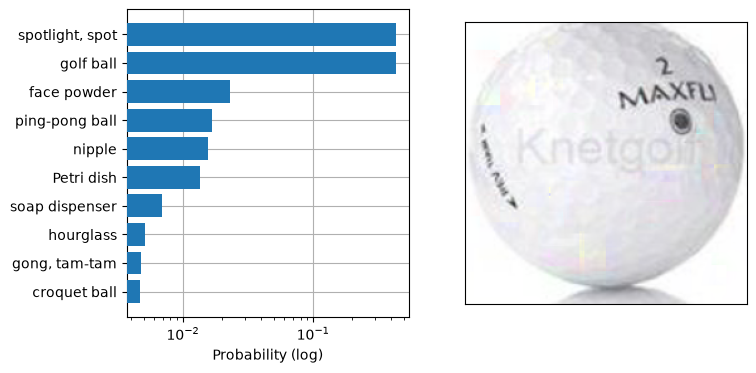 spotlight, spot
golf ball
face powder
ping-pong ball
nipple
Petri dish
soap dispenser
hourglass
gong, tam-tam
croquet ball
10⁻²
10⁻¹
Probability (log)
2
MAXFLI
Knetgolf
REV